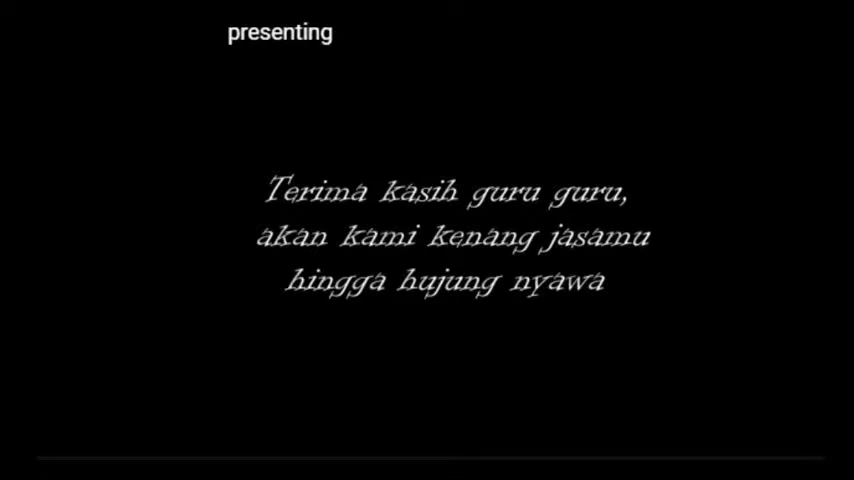 presenting
Terima kasih guru guru,
akan kami kenang jasamu
hingga hujung nyawa